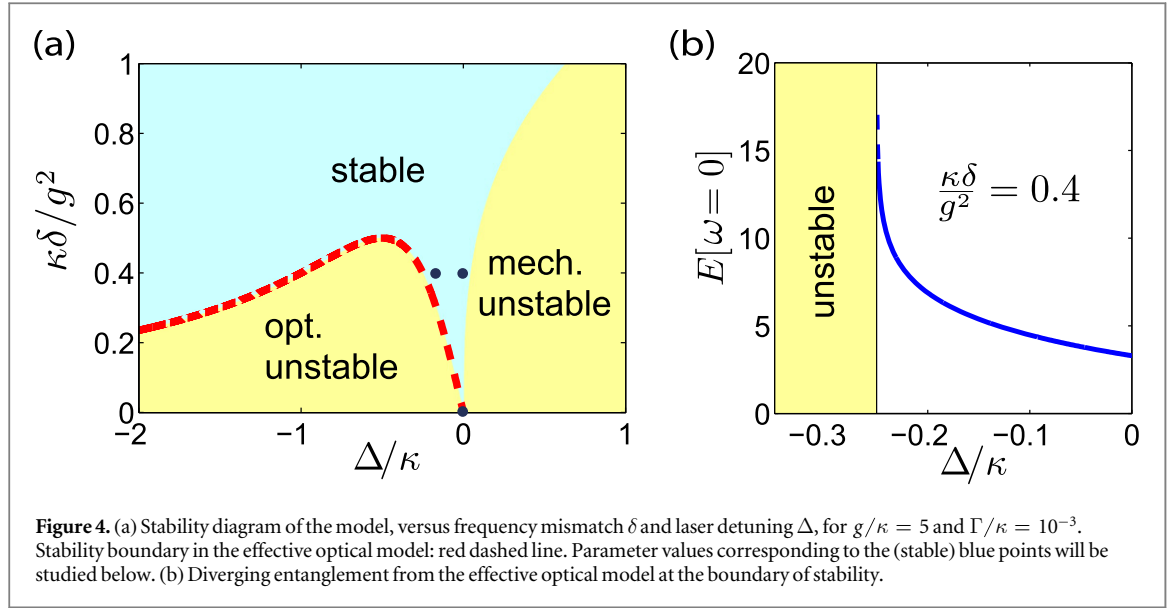 (a)
1
0.8
0.6
0.4
0.2
0
κδ/g²
stable
opt.
unstable
mech.
unstable
−2
−1
0
1
Δ/κ
(b)
20
15
10
5
0
E[ω = 0]
unstable
κδ/g² = 0.4
−0.3
−0.2
−0.1
0
Δ/κ
Figure 4. (a) Stability diagram of the model, versus frequency mismatch δ and laser detuning Δ, for g/κ = 5 and Γ/κ = 10⁻³.
Stability boundary in the effective optical model: red dashed line. Parameter values corresponding to the (stable) blue points will be
studied below. (b) Diverging entanglement from the effective optical model at the boundary of stability.